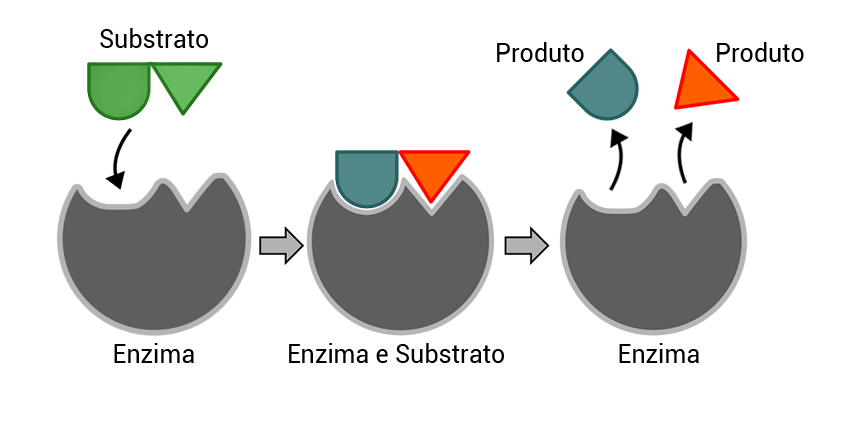 Substrato
Produto
Produto
Enzima
Enzima e Substrato
Enzima